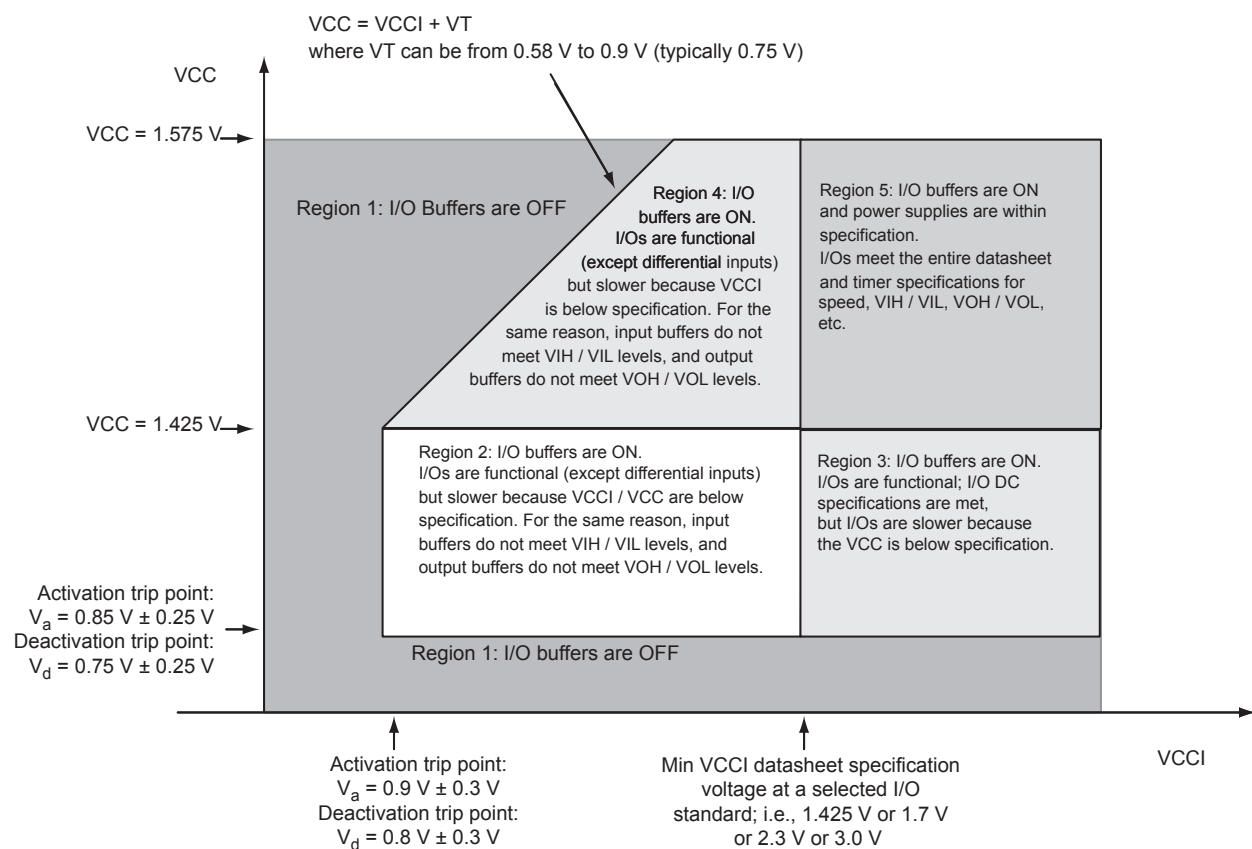 VCC = VCCI + VT
where VT can be from 0.58 V to 0.9 V (typically 0.75 V)
VCC
VCC = 1.575 V
Region 1: I/O Buffers are OFF
Region 4: I/O
buffers are ON.
I/Os are functional
(except differential inputs)
but slower because VCCI
is below specification. For the
same reason, input buffers do not
meet VIH / VIL levels, and output
buffers do not meet VOH / VOL levels.
Region 5: I/O buffers are ON
and power supplies are within
specification.
I/Os meet the entire datasheet
and timer specifications for
speed, VIH / VIL, VOH / VOL,
etc.
VCC = 1.425 V
Region 2: I/O buffers are ON.
I/Os are functional (except differential inputs)
but slower because VCCI / VCC are below
specification. For the same reason, input
buffers do not meet VIH / VIL levels, and
output buffers do not meet VOH / VOL levels.
Region 3: I/O buffers are ON.
I/Os are functional; I/O DC
specifications are met,
but I/Os are slower because
the VCC is below specification.
Activation trip point:
Va = 0.85 V ± 0.25 V
Deactivation trip point:
Vd = 0.75 V ± 0.25 V
Region 1: I/O buffers are OFF
VCCI
Activation trip point:
Va = 0.9 V ± 0.3 V
Deactivation trip point:
Vd = 0.8 V ± 0.3 V
Min VCCI datasheet specification
voltage at a selected I/O
standard; i.e., 1.425 V or 1.7 V
or 2.3 V or 3.0 V